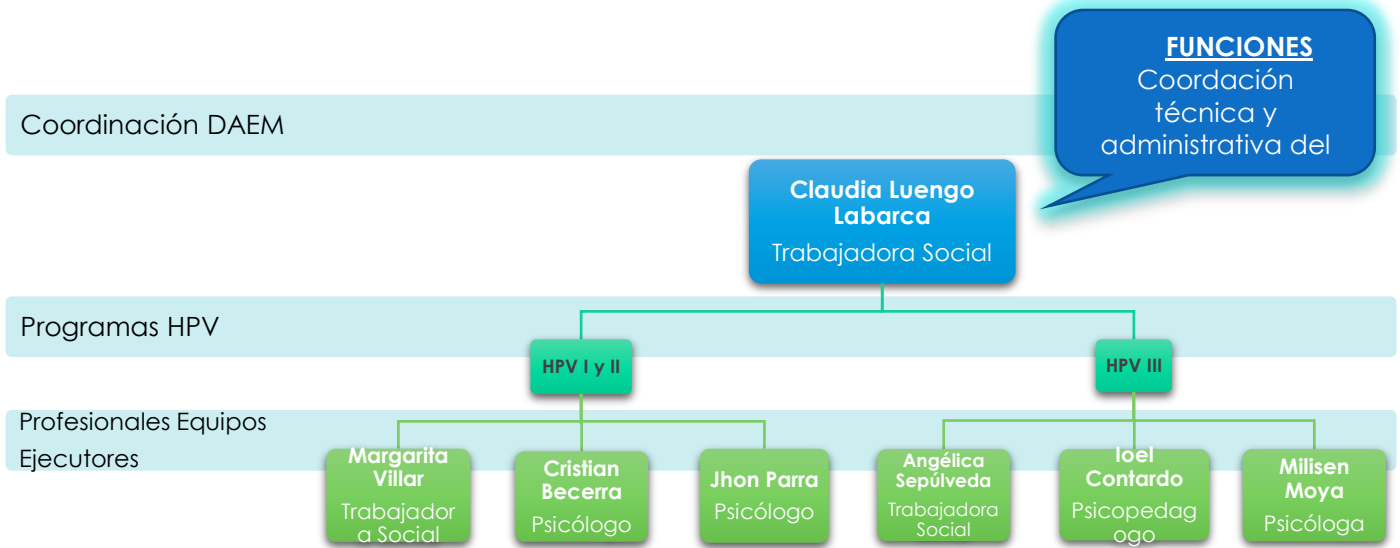 FUNCIONES
Coordación
técnica y
administrativa del
Coordinación DAEM
Claudia Luengo
Labarca
Trabajadora Social
Programas HPV
HPV I y II
HPV III
Profesionales Equipos
Ejecutores
Margarita
Villar
Trabajador
a Social
Cristian
Becerra
Psicólogo
Jhon Parra
Psicólogo
Angélica
Sepúlveda
Trabajadora
Social
Ioel
Contardo
Psicopedag
ogo
Milisen
Moya
Psicóloga